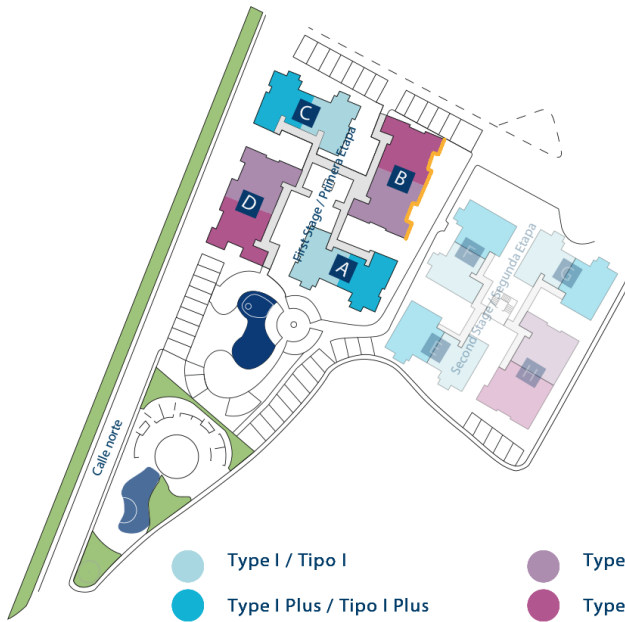 C
B
D
First Stage / Primera Etapa
A
F
G
Second Stage / Segunda Etapa
E
H
Calle norte
Type I / Tipo I
Type
Type I Plus / Tipo I Plus
Type